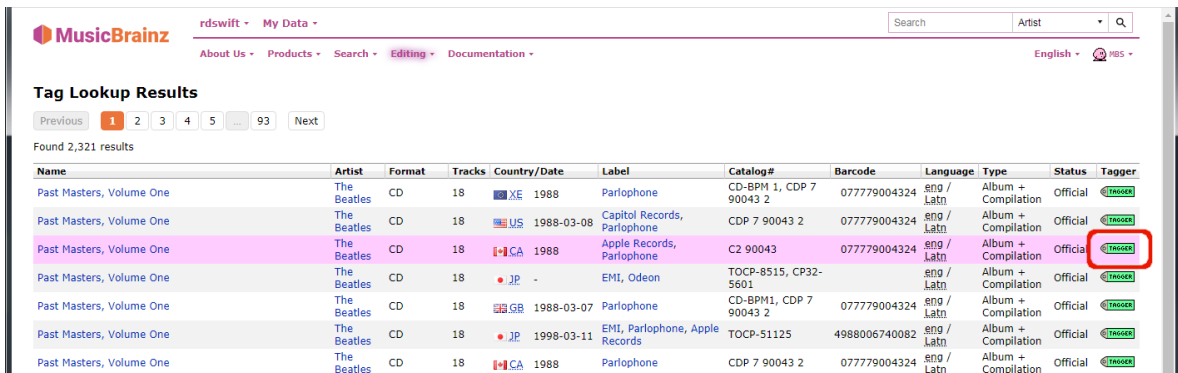 rdswift ▾ My Data ▾ Search Artist
MusicBrainz
About Us ▾ Products ▾ Search ▾ Editing ▾ Documentation ▾ English ▾ MBS ▾
Tag Lookup Results
Previous 1 2 3 4 5 ... 93 Next
Found 2,321 results
Name Artist Format Tracks Country/Date Label Catalog# Barcode Language Type Status Tagger
Past Masters, Volume One The Beatles CD 18 XE 1988 Parlophone CD-BPM 1, CDP 7 90043 2 077779004324 eng / Latn Album + Compilation Official TAGGER
Past Masters, Volume One The Beatles CD 18 US 1988-03-08 Capitol Records, Parlophone CDP 7 90043 2 077779004324 eng / Latn Album + Compilation Official TAGGER
Past Masters, Volume One The Beatles CD 18 CA 1988 Apple Records, Parlophone C2 90043 077779004324 eng / Latn Album + Compilation Official TAGGER
Past Masters, Volume One The Beatles CD 18 JP - EMI, Odeon TOCP-8515, CP32-5601 eng / Latn Album + Compilation Official TAGGER
Past Masters, Volume One The Beatles CD 18 GB 1988-03-07 Parlophone CD-BPM1, CDP 7 90043 2 077779004324 eng / Latn Album + Compilation Official TAGGER
Past Masters, Volume One The Beatles CD 18 JP 1998-03-11 EMI, Parlophone, Apple Records TOCP-51125 4988006740082 eng / Latn Album + Compilation Official TAGGER
Past Masters, Volume One The Beatles CD 18 CA 1988 Parlophone CDP 7 90043 2 077779004324 eng / Latn Album + Compilation Official TAGGER